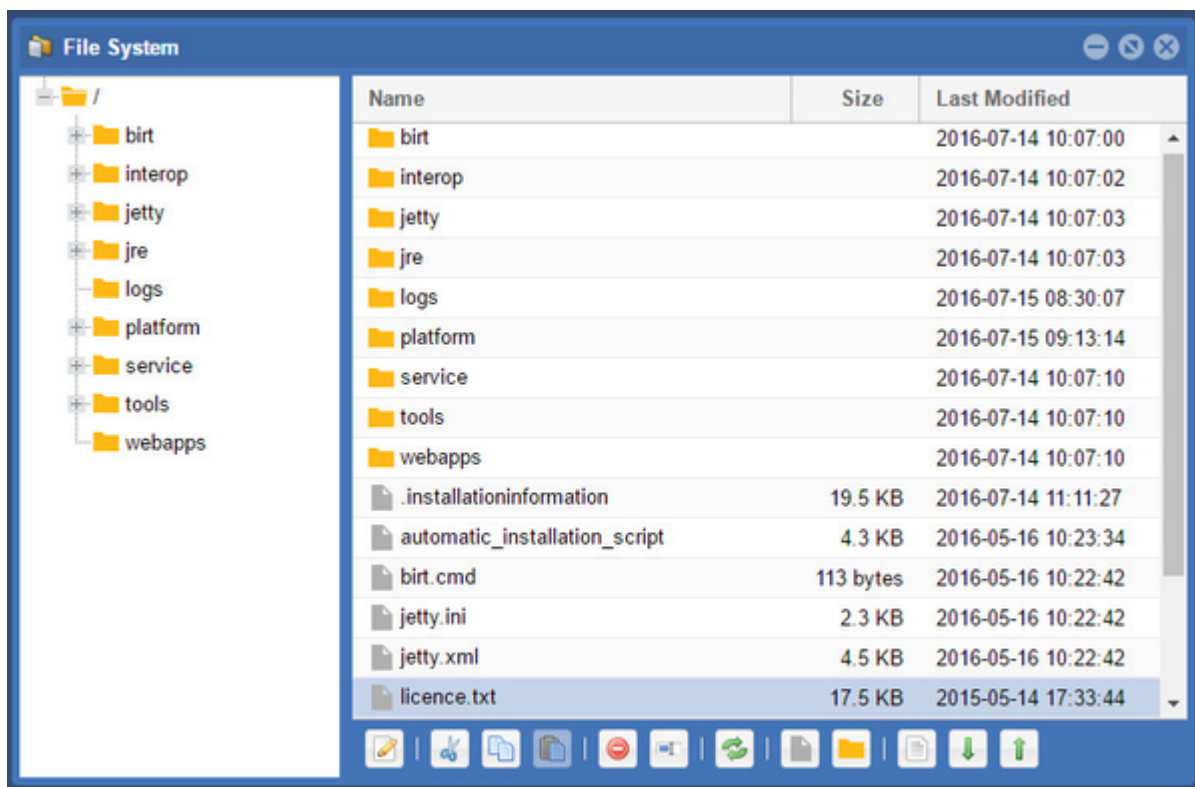 File System
/
birt
interop
jetty
jre
logs
platform
service
tools
webapps
Name Size Last Modified
birt 2016-07-14 10:07:00
interop 2016-07-14 10:07:02
jetty 2016-07-14 10:07:03
jre 2016-07-14 10:07:03
logs 2016-07-15 08:30:07
platform 2016-07-15 09:13:14
service 2016-07-14 10:07:10
tools 2016-07-14 10:07:10
webapps 2016-07-14 10:07:10
.installationinformation 19.5 KB 2016-07-14 11:11:27
automatic_installation_script 4.3 KB 2016-05-16 10:23:34
birt.cmd 113 bytes 2016-05-16 10:22:42
jetty.ini 2.3 KB 2016-05-16 10:22:42
jetty.xml 4.5 KB 2016-05-16 10:22:42
licence.txt 17.5 KB 2015-05-14 17:33:44